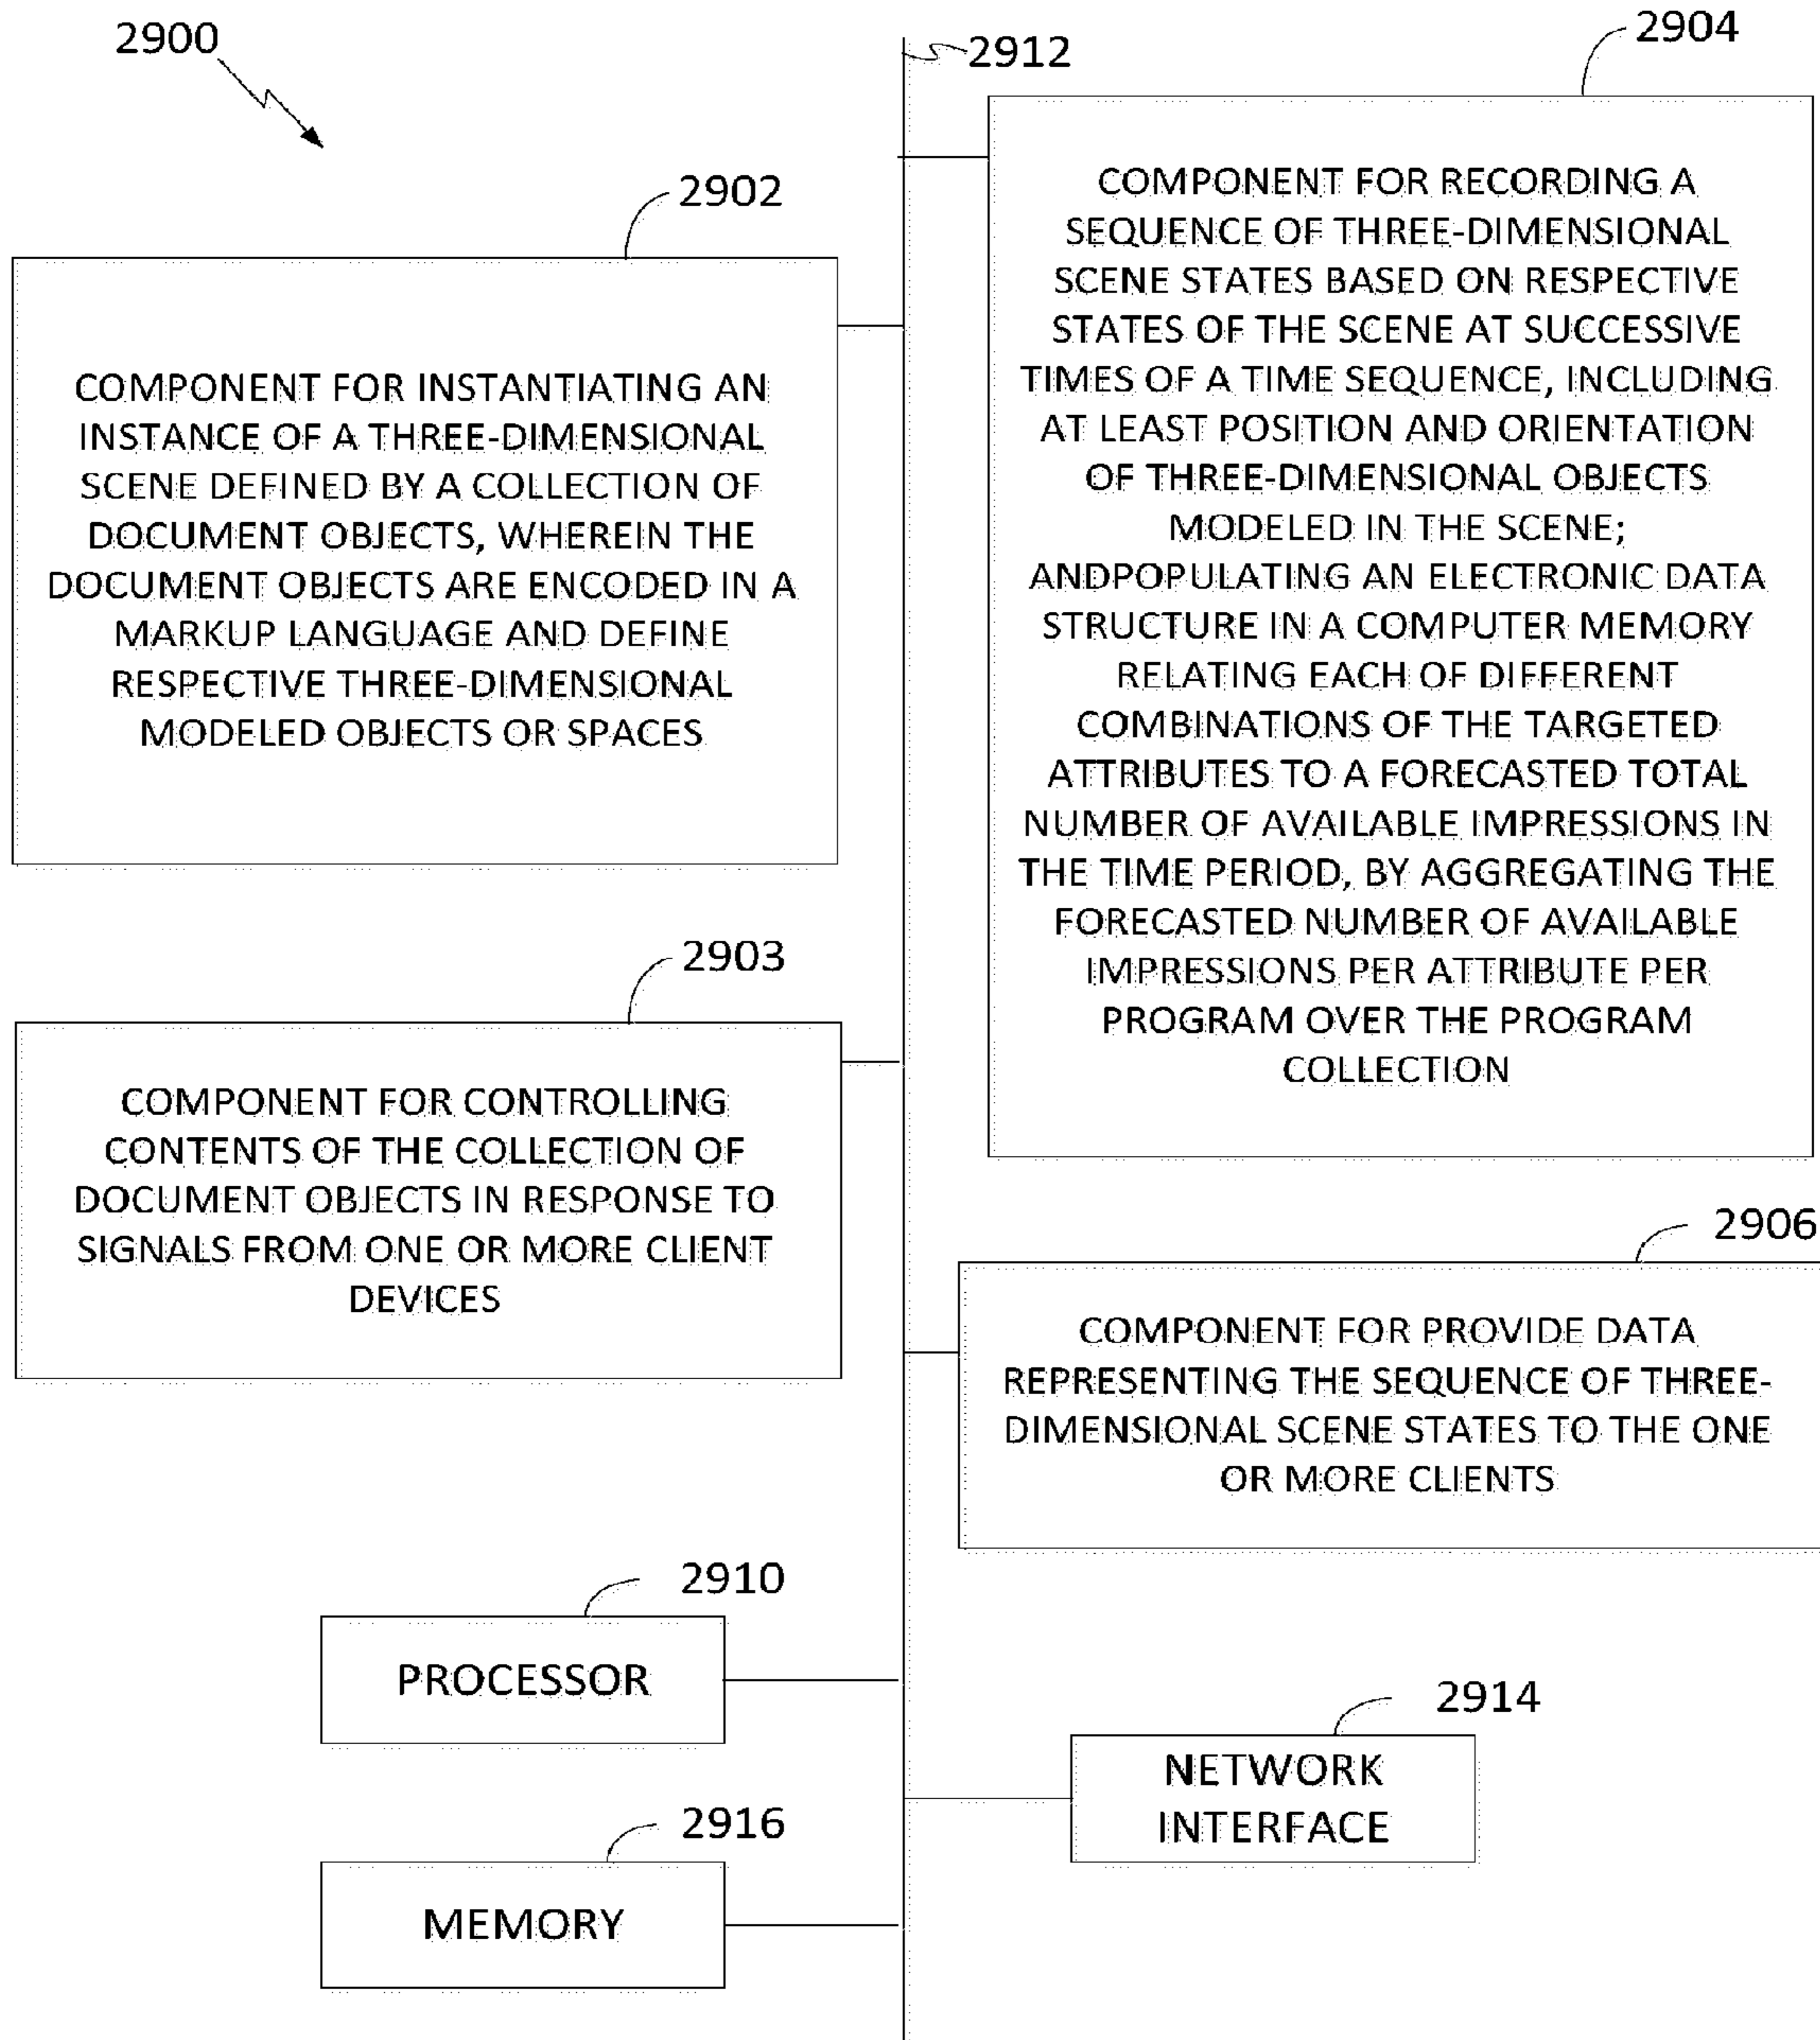 2900
2912
2904
2902
COMPONENT FOR INSTANTIATING AN
INSTANCE OF A THREE-DIMENSIONAL
SCENE DEFINED BY A COLLECTION OF
DOCUMENT OBJECTS, WHEREIN THE
DOCUMENT OBJECTS ARE ENCODED IN A
MARKUP LANGUAGE AND DEFINE
RESPECTIVE THREE-DIMENSIONAL
MODELED OBJECTS OR SPACES
COMPONENT FOR RECORDING A
SEQUENCE OF THREE-DIMENSIONAL
SCENE STATES BASED ON RESPECTIVE
STATES OF THE SCENE AT SUCCESSIVE
TIMES OF A TIME SEQUENCE, INCLUDING
AT LEAST POSITION AND ORIENTATION
OF THREE-DIMENSIONAL OBJECTS
MODELED IN THE SCENE;
ANDPOPULATING AN ELECTRONIC DATA
STRUCTURE IN A COMPUTER MEMORY
RELATING EACH OF DIFFERENT
COMBINATIONS OF THE TARGETED
ATTRIBUTES TO A FORECASTED TOTAL
NUMBER OF AVAILABLE IMPRESSIONS IN
THE TIME PERIOD, BY AGGREGATING THE
FORECASTED NUMBER OF AVAILABLE
IMPRESSIONS PER ATTRIBUTE PER
PROGRAM OVER THE PROGRAM
COLLECTION
2903
COMPONENT FOR CONTROLLING
CONTENTS OF THE COLLECTION OF
DOCUMENT OBJECTS IN RESPONSE TO
SIGNALS FROM ONE OR MORE CLIENT
DEVICES
2906
COMPONENT FOR PROVIDE DATA
REPRESENTING THE SEQUENCE OF THREE-
DIMENSIONAL SCENE STATES TO THE ONE
OR MORE CLIENTS
2910
PROCESSOR
2914
NETWORK
INTERFACE
2916
MEMORY